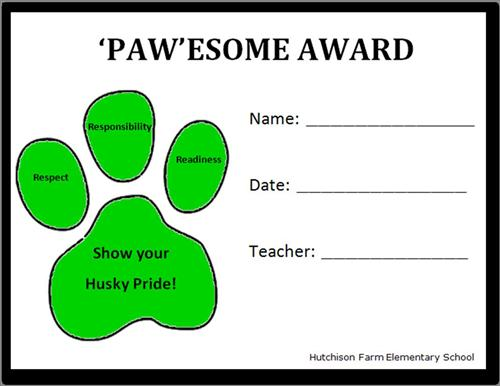 ‘PAW’ESOME AWARD
Responsibility
Readiness
Respect
Show your
Husky Pride!
Name: __________________
Date: __________________
Teacher: ________________
Hutchison Farm Elementary School